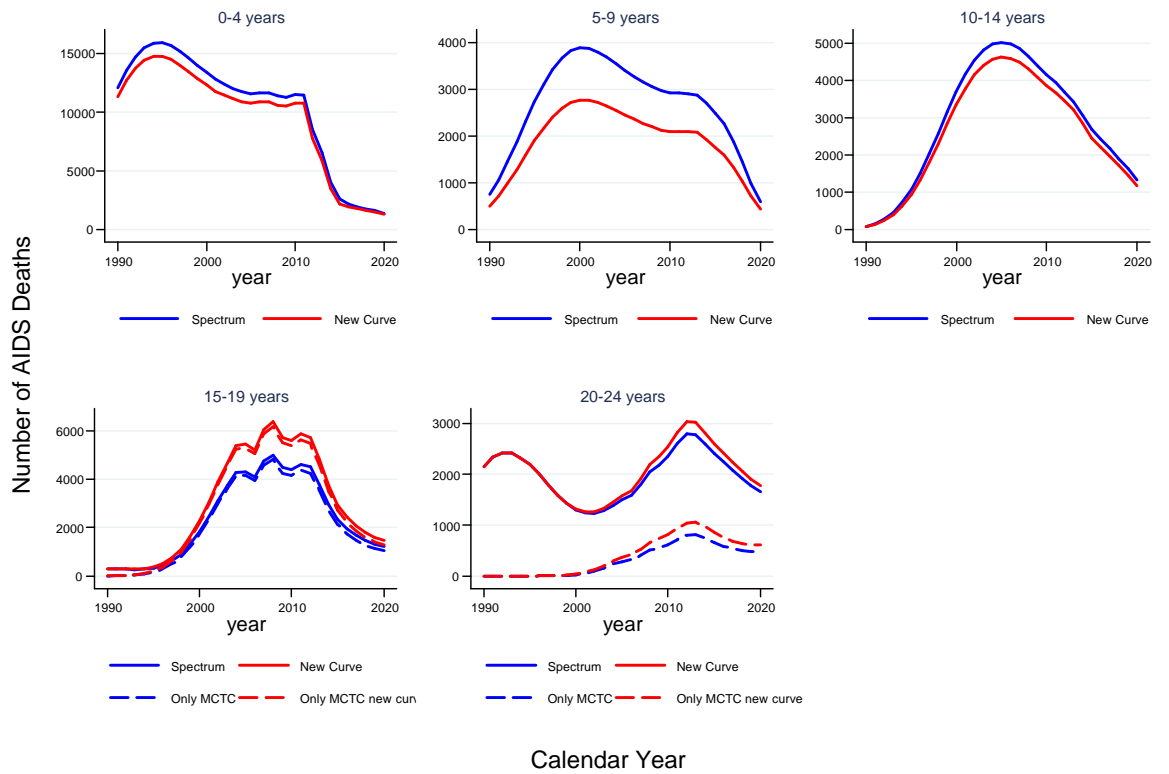 Number of AIDS Deaths
0-4 years
15000
10000
5000
0
1990 2000 2010 2020
year
Spectrum New Curve
5-9 years
4000
3000
2000
1000
0
1990 2000 2010 2020
year
Spectrum New Curve
10-14 years
5000
4000
3000
2000
1000
0
1990 2000 2010 2020
year
Spectrum New Curve
15-19 years
6000
4000
2000
0
1990 2000 2010 2020
year
Spectrum New Curve
Only MCTC Only MCTC new curv
20-24 years
3000
2000
1000
0
1990 2000 2010 2020
year
Spectrum New Curve
Only MCTC Only MCTC new curve
Calendar Year